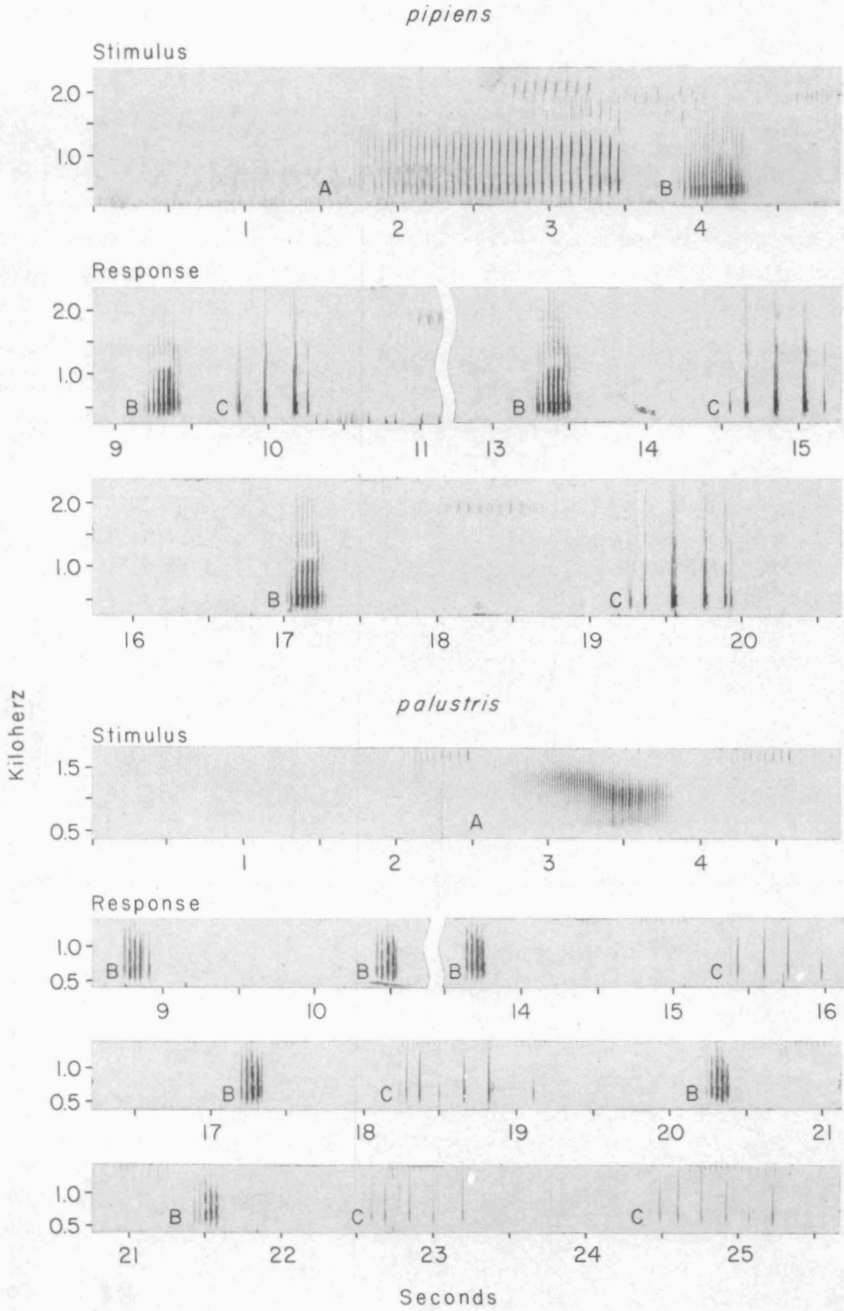 pipiens
Stimulus
2.0
1.0
A B
1 2 3 4
Response
2.0
1.0
B C B C
9 10 11 13 14 15
2.0
1.0
B C
16 17 18 19 20
Kiloherz
palustris
Stimulus
1.5
0.5
A
1 2 3 4
Response
1.0
0.5
B B B C
9 10 14 15 16
1.0
0.5
B C B
17 18 19 20 21
1.0
0.5
B C C
21 22 23 24 25
Seconds